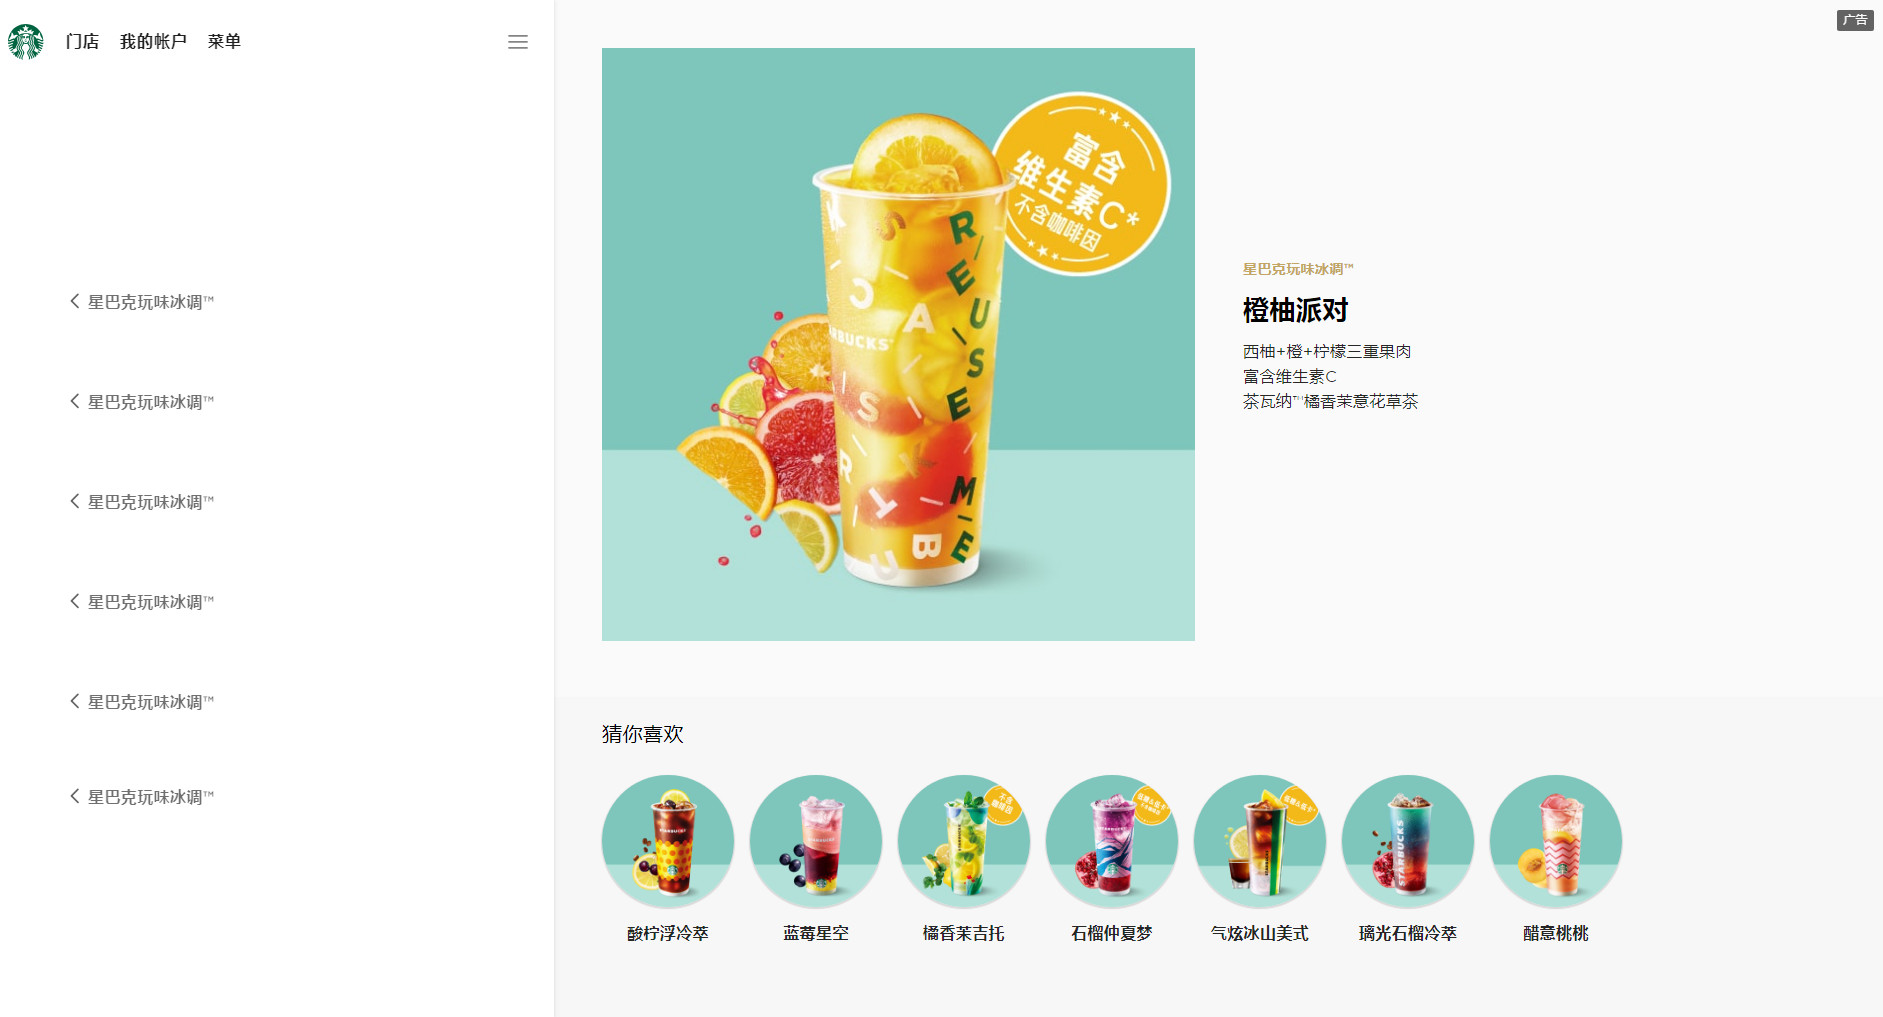 门店 我的帐户 菜单
广告
星巴克玩味冰调™
星巴克玩味冰调™
星巴克玩味冰调™
星巴克玩味冰调™
星巴克玩味冰调™
星巴克玩味冰调™
富含
维生素C*
不含咖啡因
REUSE ME
STARBUCKS
星巴克玩味冰调™
橙柚派对
西柚+橙+柠檬三重果肉
富含维生素C
茶瓦纳™橘香茉意花草茶
猜你喜欢
不含
咖啡因
STARBUCKS
酸柠浮冷萃 蓝莓星空 橘香茉吉托 石榴仲夏梦 气炫冰山美式 璃光石榴冷萃 醋意桃桃